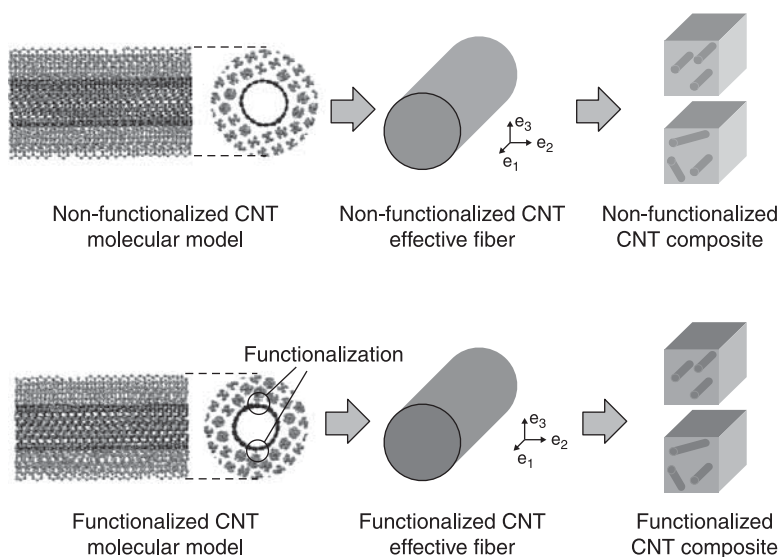 e₃
e₂
e₁
Non-functionalized CNT
molecular model
Non-functionalized CNT
effective fiber
Non-functionalized
CNT composite
Functionalization
e₃
e₂
e₁
Functionalized CNT
molecular model
Functionalized CNT
effective fiber
Functionalized
CNT composite